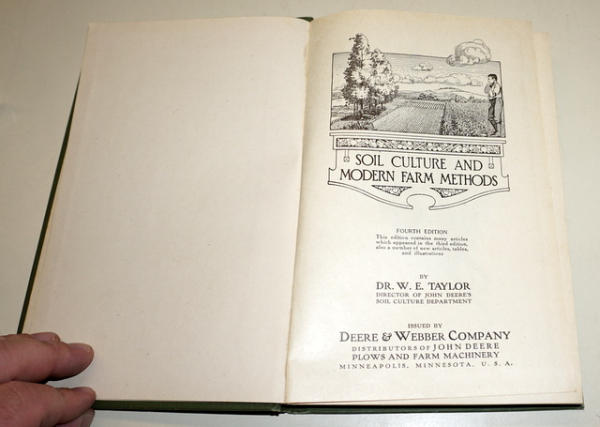 SOIL CULTURE AND
MODERN FARM METHODS
FOURTH EDITION
This edition contains many articles
which appeared in the third edition,
also a number of new articles, tables,
and illustrations
BY
DR. W. E. TAYLOR
DIRECTOR OF JOHN DEERE'S
SOIL CULTURE DEPARTMENT
ISSUED BY
DEERE & WEBBER COMPANY
DISTRIBUTORS OF JOHN DEERE
PLOWS AND FARM MACHINERY
MINNEAPOLIS, MINNESOTA, U. S. A.